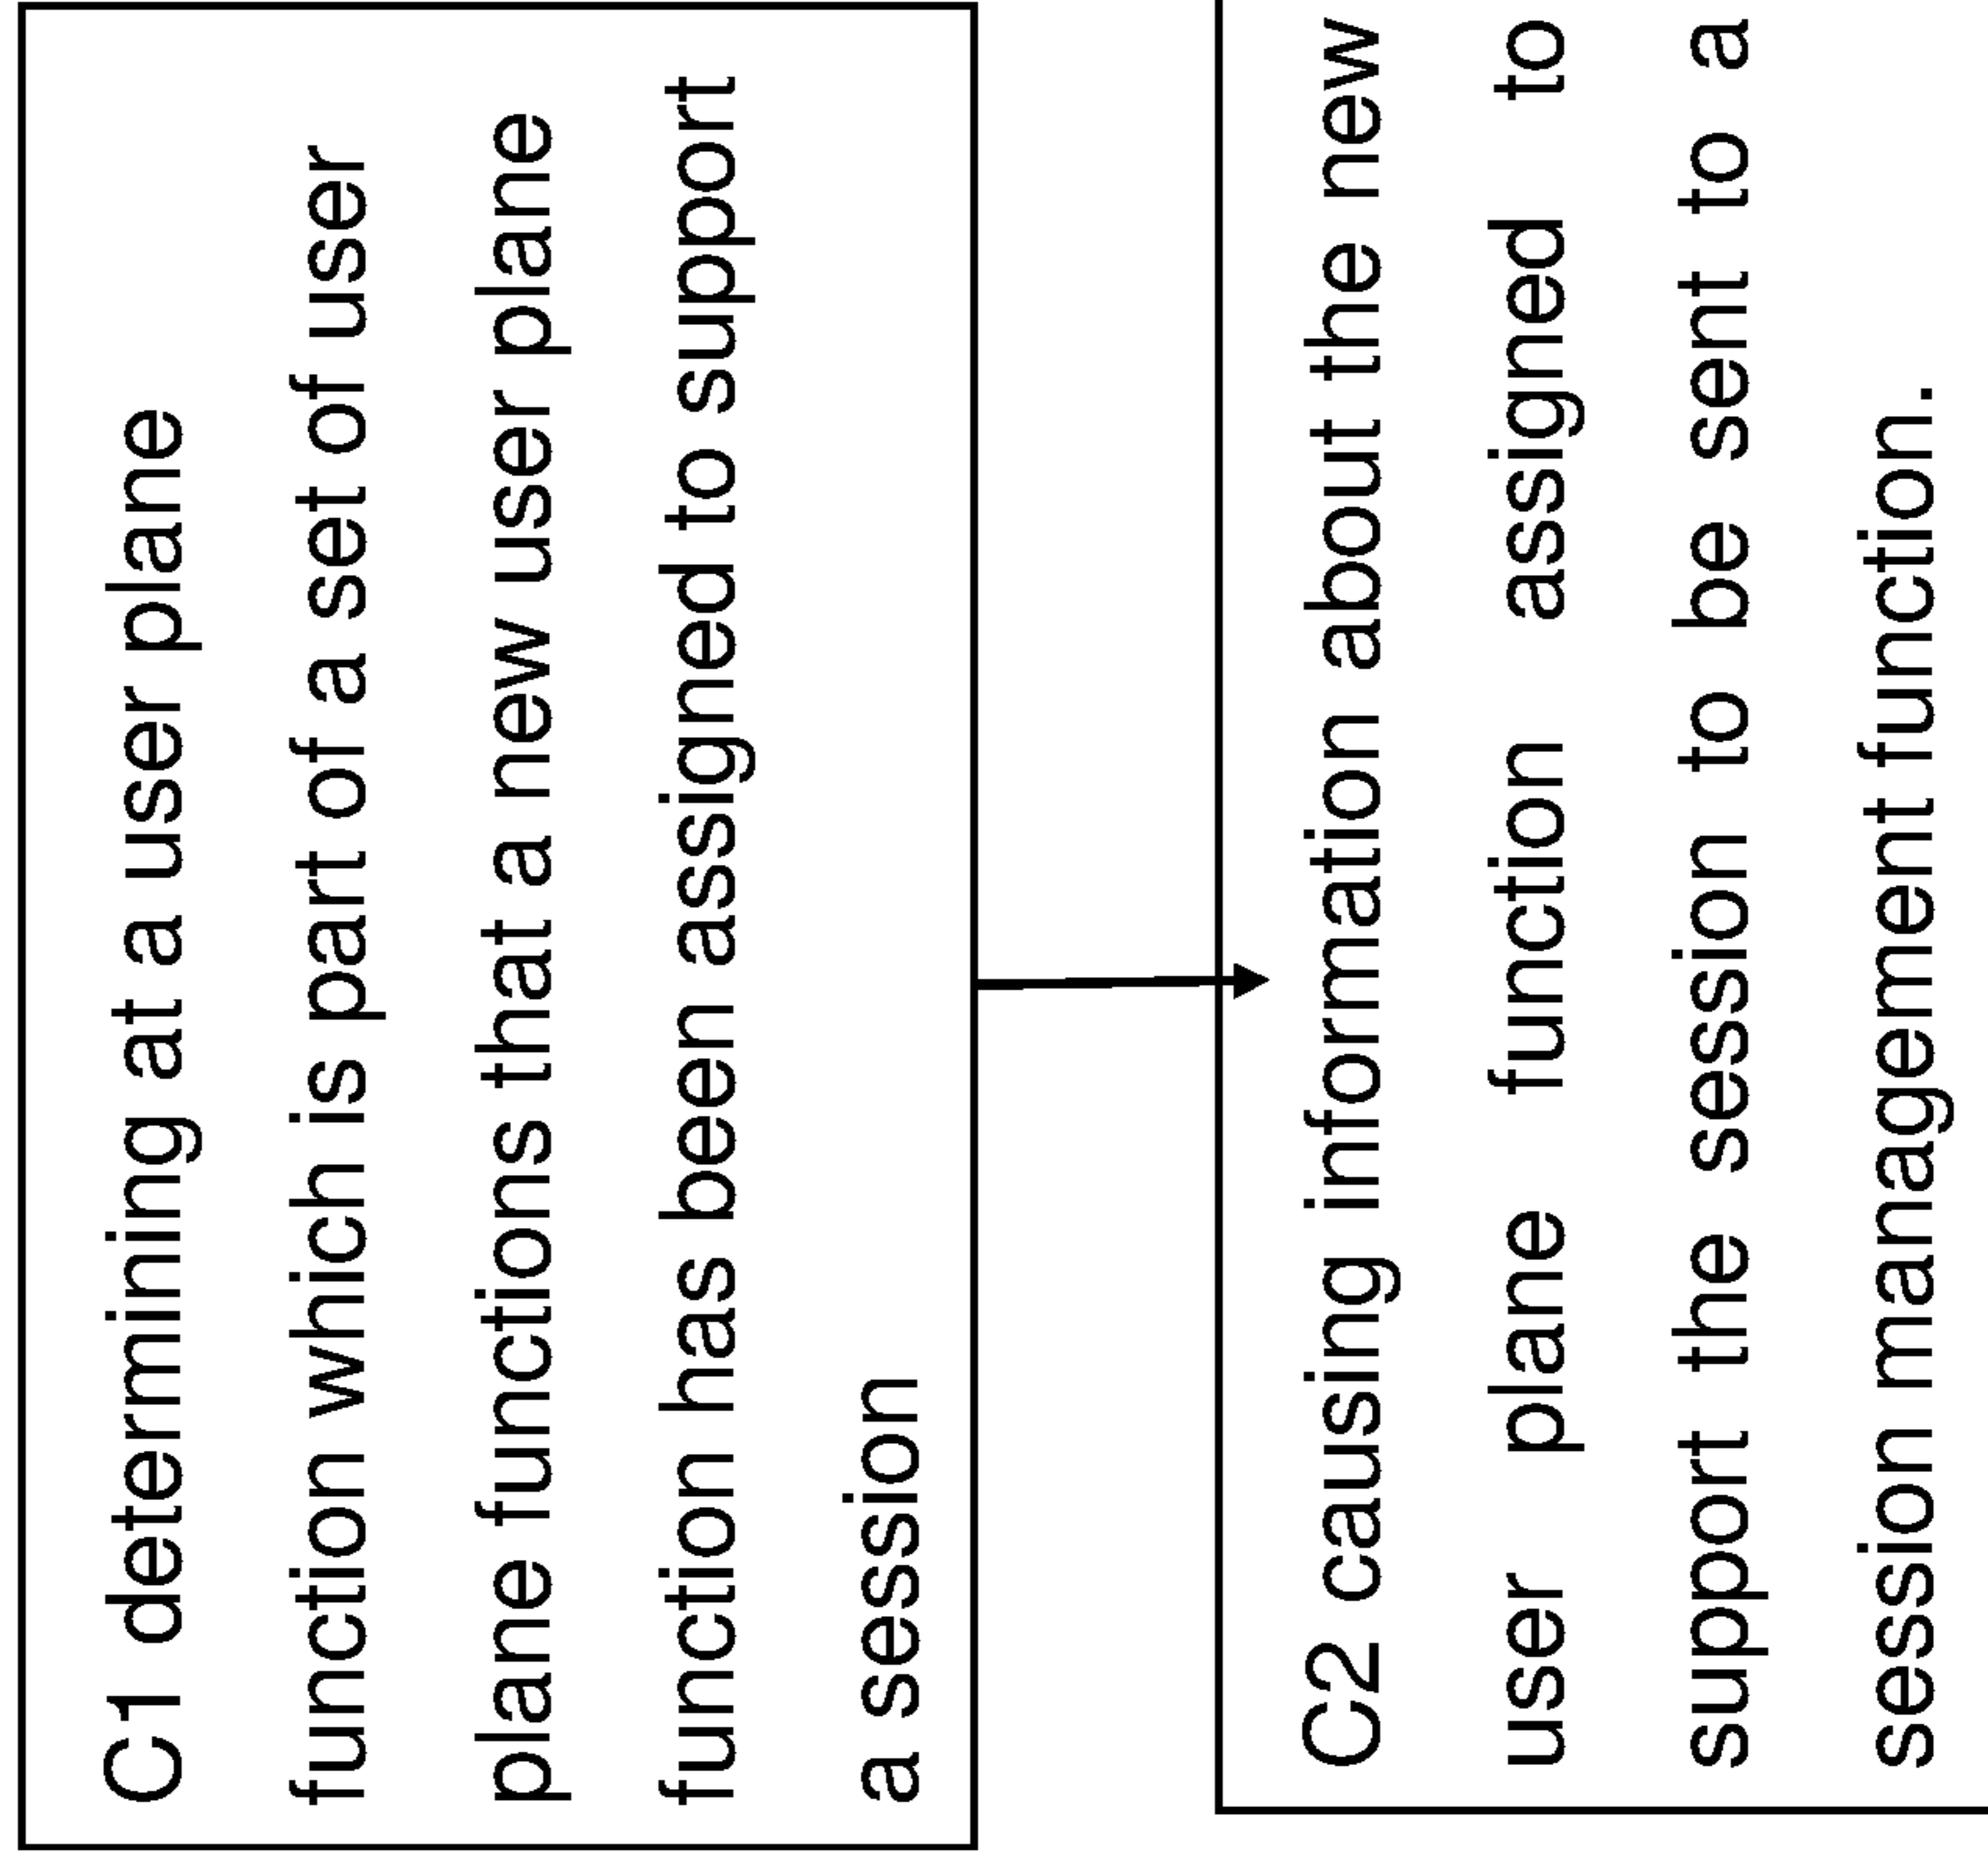 C1 determining at a user plane
function which is part of a set of user
plane functions that a new user plane
function has been assigned to support
a session
C2 causing information about the new
user plane function assigned to
support the session to be sent to a
session management function.